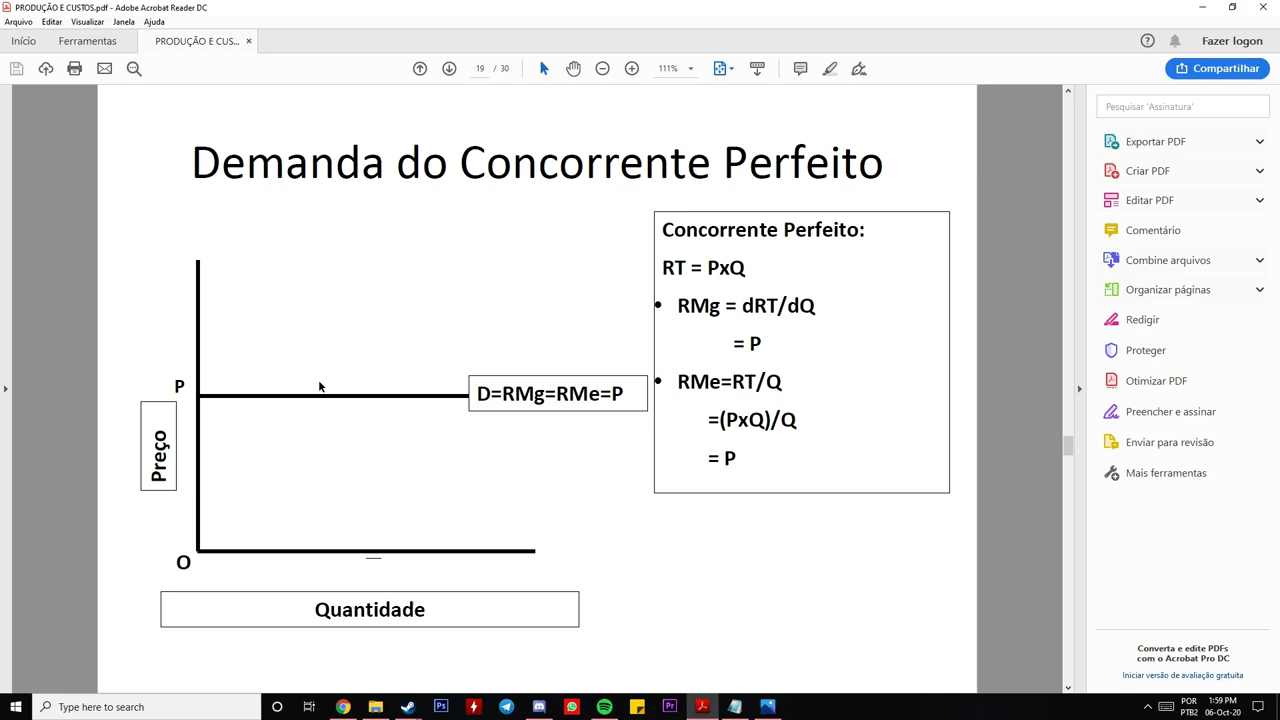 PRODUÇÃO E CUSTOS.pdf - Adobe Acrobat Reader DC
Arquivo Editar Visualizar Janela Ajuda
Início Ferramentas PRODUÇÃO E CUS... × Fazer logon
19 / 30 111% Compartilhar
Demanda do Concorrente Perfeito
Concorrente Perfeito:
RT = PxQ
• RMg = dRT/dQ
= P
• RMe=RT/Q
=(PxQ)/Q
= P
P
D=RMg=RMe=P
Preço
O
Quantidade
Pesquisar 'Assinatura'
Exportar PDF
Criar PDF
Editar PDF
Comentário
Combine arquivos
Organizar páginas
Redigir
Proteger
Otimizar PDF
Preencher e assinar
Enviar para revisão
Mais ferramentas
Converta e edite PDFs
com o Acrobat Pro DC
Iniciar versão de avaliação gratuita
Type here to search
POR 1:59 PM
PTB2 06-Oct-20